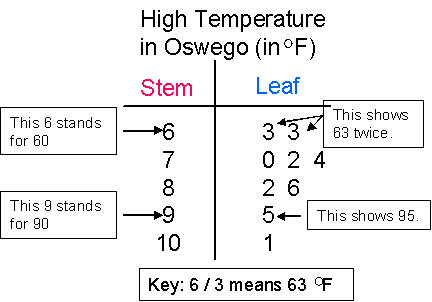 High Temperature
in Oswego (in °F)
Stem Leaf
This 6 stands
for 60
This shows
63 twice.
6 3 3
7 0 2 4
8 2 6
This 9 stands
for 90
9 5
This shows 95.
10 1
Key: 6 / 3 means 63 °F